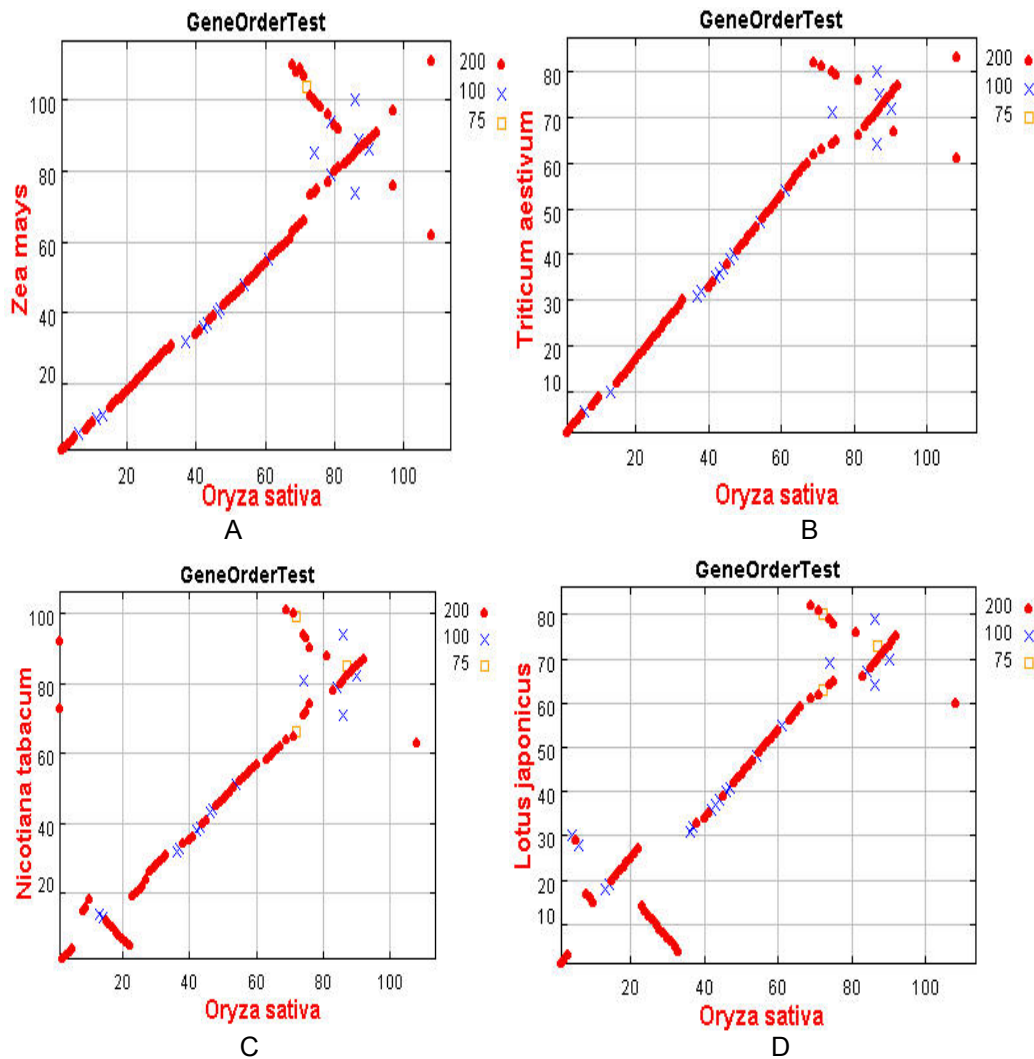 GeneOrderTest
200
100
75
Zea mays
100
80
60
40
20
20 40 60 80 100
Oryza sativa
A
GeneOrderTest
200
100
75
Triticum aestivum
80
70
60
50
40
30
20
10
20 40 60 80 100
Oryza sativa
B
GeneOrderTest
200
100
75
Nicotiana tabacum
100
80
60
40
20
20 40 60 80 100
Oryza sativa
C
GeneOrderTest
200
100
75
Lotus japonicus
80
70
60
50
40
30
20
10
20 40 60 80 100
Oryza sativa
D